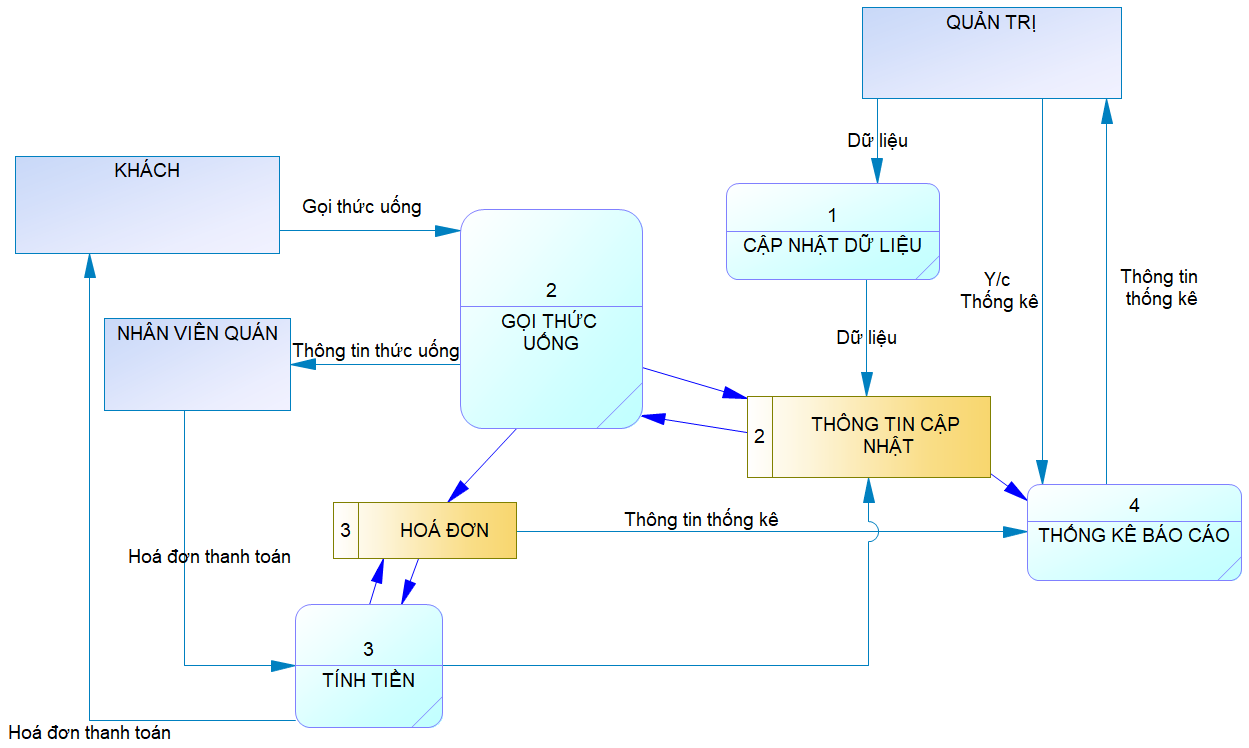 QUẢN TRỊ
Dữ liệu
KHÁCH
Gọi thức uống
1
CẬP NHẬT DỮ LIỆU
2
GỌI THỨC
UỐNG
Y/c
Thống kê
Thông tin
thống kê
NHÂN VIÊN QUÁN
Thông tin thức uống
Dữ liệu
2
THÔNG TIN CẬP
NHẬT
3
HOÁ ĐƠN
Thông tin thống kê
4
THỐNG KÊ BÁO CÁO
Hoá đơn thanh toán
3
TÍNH TIỀN
Hoá đơn thanh toán